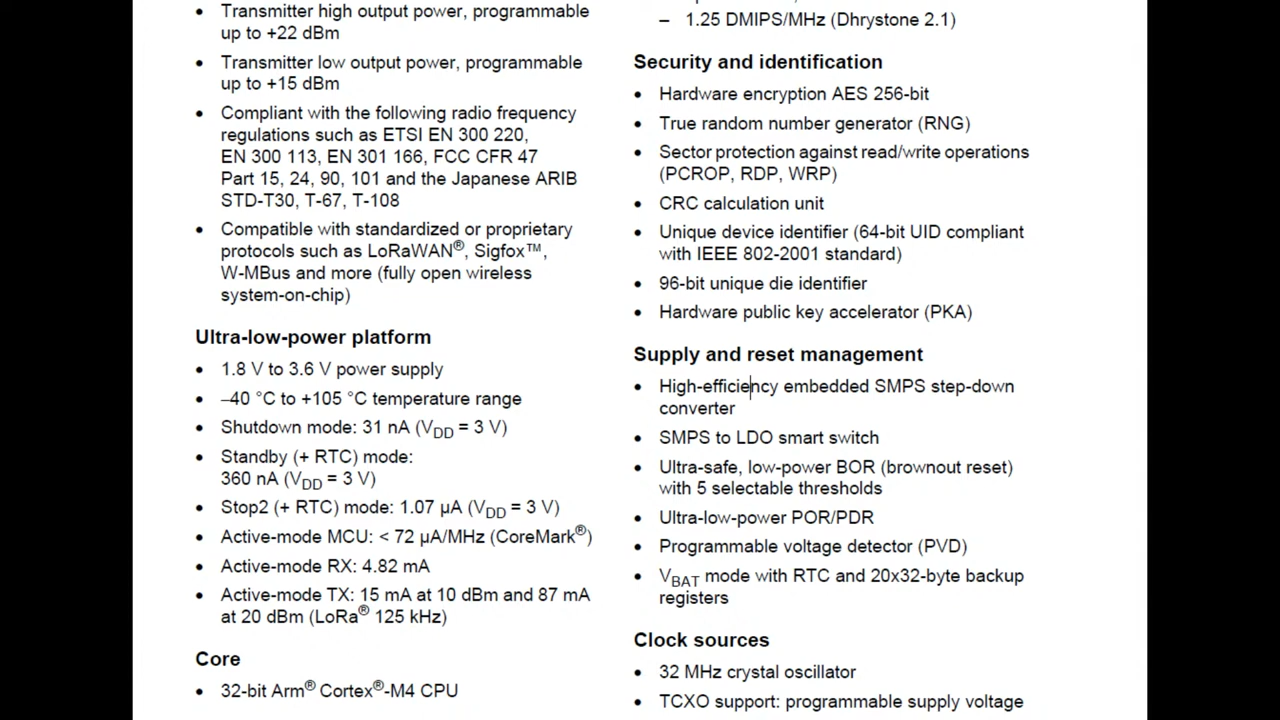 Transmitter high output power, programmable
up to +22 dBm
Transmitter low output power, programmable
up to +15 dBm
Compliant with the following radio frequency
regulations such as ETSI EN 300 220,
EN 300 113, EN 301 166, FCC CFR 47
Part 15, 24, 90, 101 and the Japanese ARIB
STD-T30, T-67, T-108
Compatible with standardized or proprietary
protocols such as LoRaWAN®, Sigfox™,
W-MBus and more (fully open wireless
system-on-chip)
Ultra-low-power platform
1.8 V to 3.6 V power supply
–40 °C to +105 °C temperature range
Shutdown mode: 31 nA (VDD = 3 V)
Standby (+ RTC) mode:
360 nA (VDD = 3 V)
Stop2 (+ RTC) mode: 1.07 µA (VDD = 3 V)
Active-mode MCU: < 72 µA/MHz (CoreMark®)
Active-mode RX: 4.82 mA
Active-mode TX: 15 mA at 10 dBm and 87 mA
at 20 dBm (LoRa® 125 kHz)
Core
32-bit Arm® Cortex®-M4 CPU
– 1.25 DMIPS/MHz (Dhrystone 2.1)
Security and identification
Hardware encryption AES 256-bit
True random number generator (RNG)
Sector protection against read/write operations
(PCROP, RDP, WRP)
CRC calculation unit
Unique device identifier (64-bit UID compliant
with IEEE 802-2001 standard)
96-bit unique die identifier
Hardware public key accelerator (PKA)
Supply and reset management
High-efficiency embedded SMPS step-down
converter
SMPS to LDO smart switch
Ultra-safe, low-power BOR (brownout reset)
with 5 selectable thresholds
Ultra-low-power POR/PDR
Programmable voltage detector (PVD)
VBAT mode with RTC and 20x32-byte backup
registers
Clock sources
32 MHz crystal oscillator
TCXO support: programmable supply voltage